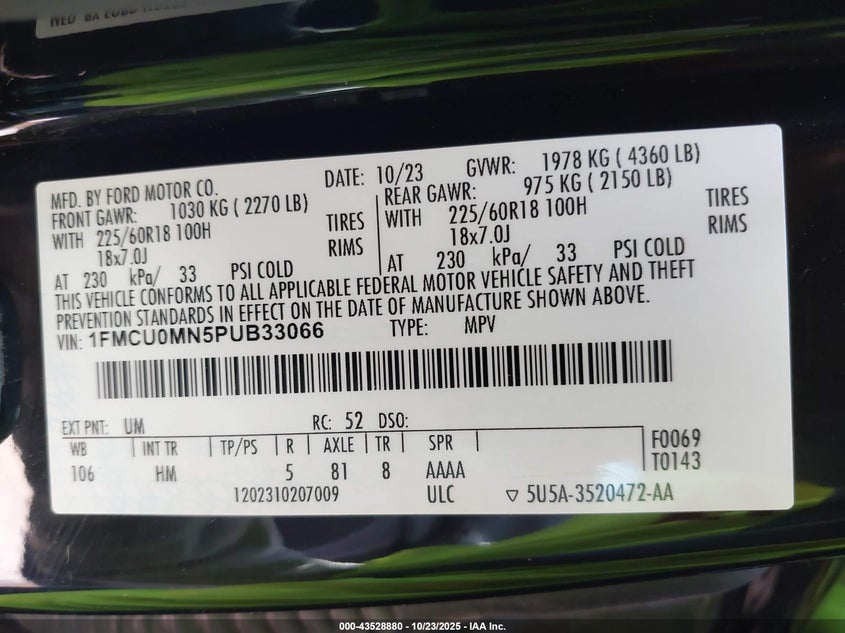 MFD. BY FORD MOTOR CO.
DATE: 10/23
GVWR: 1978 KG ( 4360 LB)
FRONT GAWR: 1030 KG ( 2270 LB)
WITH 225/60R18 100H TIRES
18x7.0J RIMS
AT 230 kPa/ 33 PSI COLD
REAR GAWR: 975 KG ( 2150 LB)
WITH 225/60R18 100H TIRES
18x7.0J RIMS
AT 230 kPa/ 33 PSI COLD
THIS VEHICLE CONFORMS TO ALL APPLICABLE FEDERAL MOTOR VEHICLE SAFETY AND THEFT
PREVENTION STANDARDS IN EFFECT ON THE DATE OF MANUFACTURE SHOWN ABOVE.
VIN: 1FMCU0MN5PUB33066 TYPE: MPV
EXT PNT: UM RC: 52 DSO:
WB INT TR TP/PS R AXLE TR SPR
106 HM 5 81 8 AAAA
F0069
T0143
1202310207009 ULC ▽ 5U5A-3520472-AA
000-43528880 - 10/23/2025 - IAA Inc.